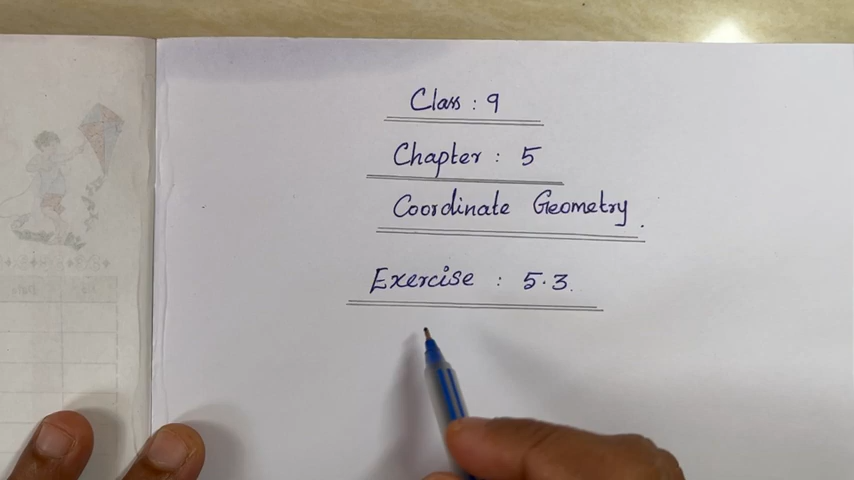 Class : 9
Chapter : 5
Coordinate Geometry.
Exercise : 5.3.